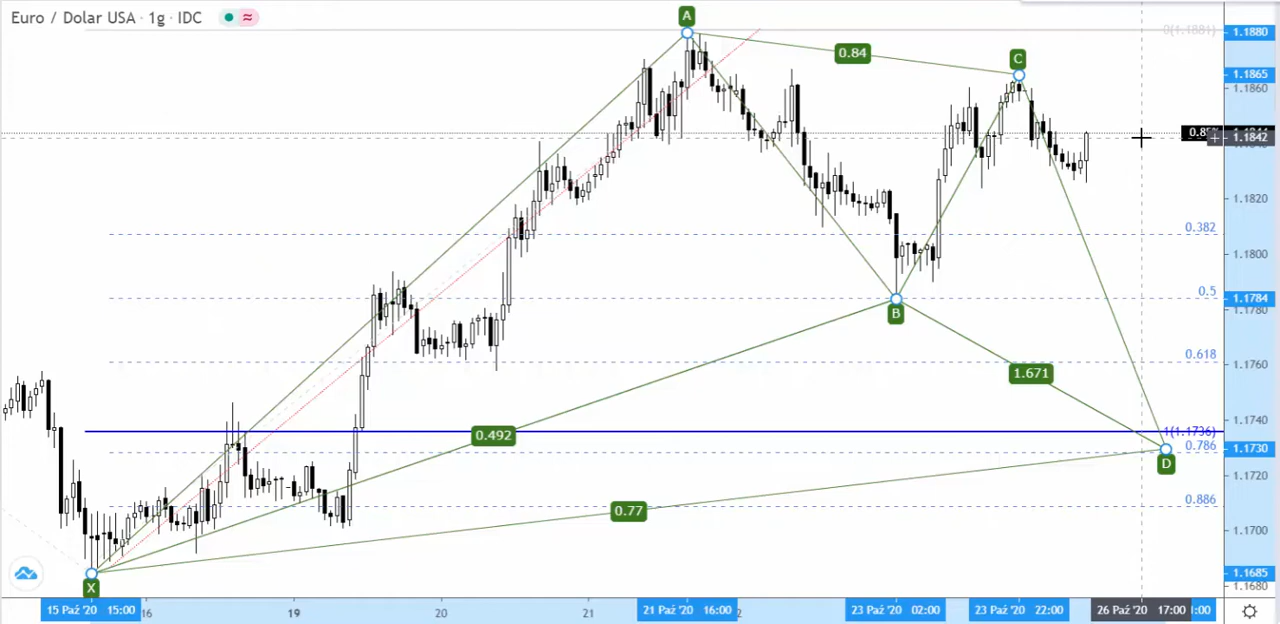 Euro / Dolar USA · 1g · IDC
A
0.84
C
0(1.1881)
1.1880
1.1865
1.1860
1.1842
1.1820
0.382
1.1800
0.5
1.1784
1.1780
B
0.618
1.1760
1.671
1.1740
0.492
1(1.1736)
0.786
1.1730
D
1.1720
0.886
0.77
1.1700
1.1685
1.1680
X
15 Paź '20 15:00
16
19
20
21
21 Paź '20 16:00
23 Paź '20 02:00
23 Paź '20 22:00
26 Paź '20 17:00